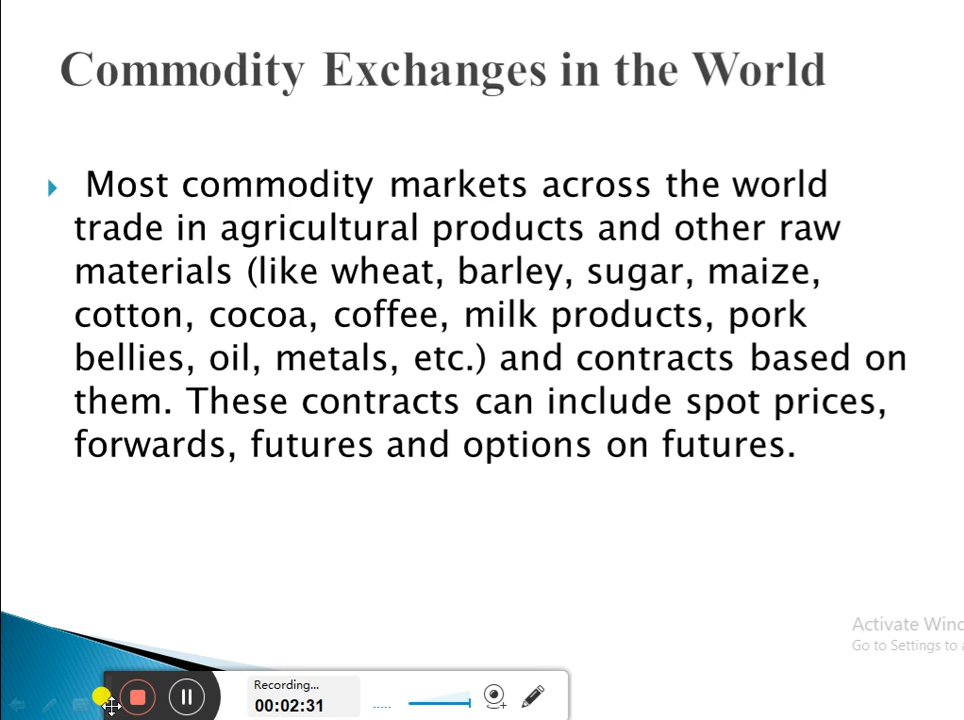 Commodity Exchanges in the World
Most commodity markets across the world
trade in agricultural products and other raw
materials (like wheat, barley, sugar, maize,
cotton, cocoa, coffee, milk products, pork
bellies, oil, metals, etc.) and contracts based on
them. These contracts can include spot prices,
forwards, futures and options on futures.
Activate Winc
Go to Settings to
Recording...
00:02:31